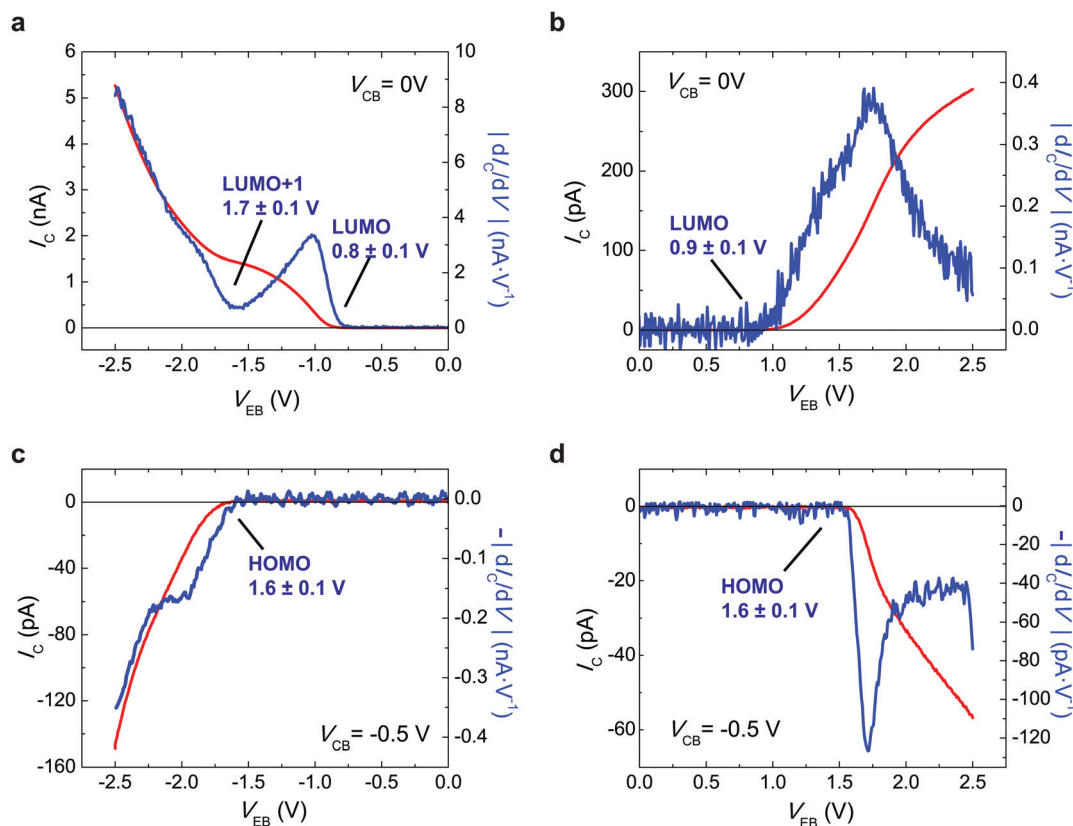 a
6
5
4
3
2
1
0
I_C (nA)
-2.5 -2.0 -1.5 -1.0 -0.5 0.0
V_EB (V)
10
8
6
4
2
0
| dI_C/dV | (nA·V⁻¹)
V_CB = 0V
LUMO+1
1.7 ± 0.1 V
LUMO
0.8 ± 0.1 V
b
300
200
100
0
I_C (pA)
0.0 0.5 1.0 1.5 2.0 2.5
V_EB (V)
0.4
0.3
0.2
0.1
0.0
| dI_C/dV | (nA·V⁻¹)
V_CB = 0V
LUMO
0.9 ± 0.1 V
c
0
-40
-80
-120
-160
I_C (pA)
-2.5 -2.0 -1.5 -1.0 -0.5 0.0
V_EB (V)
0.0
-0.1
-0.2
-0.3
-0.4
-| dI_C/dV | (nA·V⁻¹)
HOMO
1.6 ± 0.1 V
V_CB = -0.5 V
d
0
-20
-40
-60
I_C (pA)
0.0 0.5 1.0 1.5 2.0 2.5
V_EB (V)
0
-20
-40
-60
-80
-100
-120
-| dI_C/dV | (pA·V⁻¹)
HOMO
1.6 ± 0.1 V
V_CB = -0.5 V